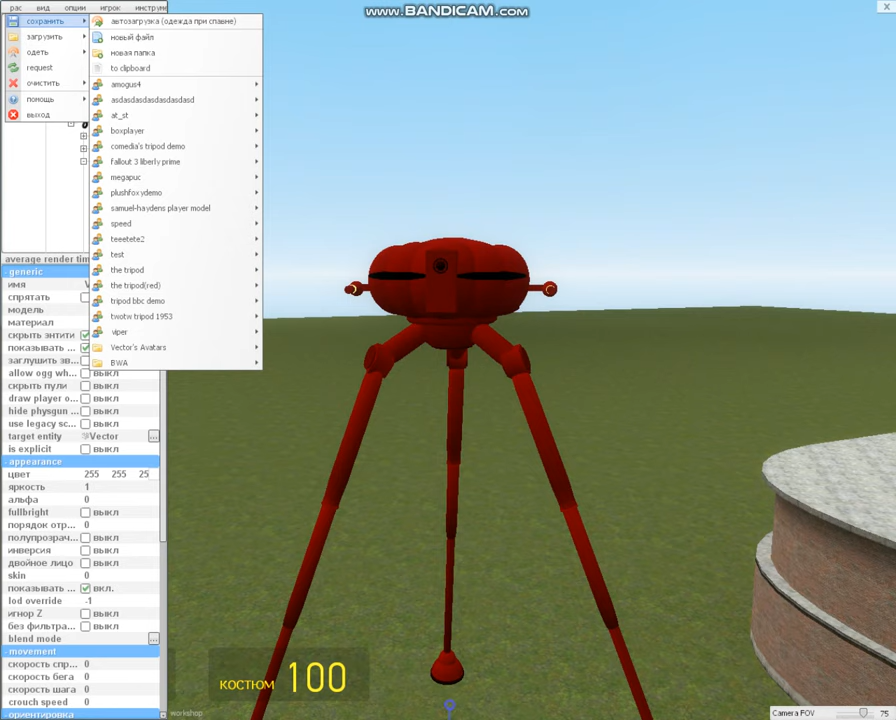 www.BANDICAM.com
pac вид опции игрок инструм
сохранить
загрузить
одеть
request
очистить
помощь
выход
автозагрузка (одежда при спавне)
новый файл
новая папка
to clipboard
amogus4
asdasdasdasdasdasd
at_st
boxplayer
comedia's tripod demo
fallout 3 liberly prime
megapuc
plushfoxydemo
samuel-haydens player model
speed
teeetete2
test
the tripod
the tripod(red)
tripod bbc demo
twotw tripod 1953
viper
Vector's Avatars
BWA
average render tim
generic
имя
спрятать
модель
материал
скрыть энтити
показывать ...
заглушить зв...
allow ogg wh... выкл
скрыть пули выкл
draw player o... выкл
hide physgun ... выкл
use legacy sc... выкл
target entity Vector ...
is explicit выкл
appearance
цвет 255 255 25
яркость 1
альфа 0
fullbright выкл
порядок отр... 0
полупрозрач... выкл
инверсия выкл
двойное лицо выкл
skin 0
показывать ... вкл.
lod override -1
игнор Z выкл
без фильтра... выкл
blend mode ...
movement
скорость спр... 0
скорость бега 0
скорость шага 0
crouch speed 0
ориентировка
workshop
КОСТЮМ 100
Camera FOV 75